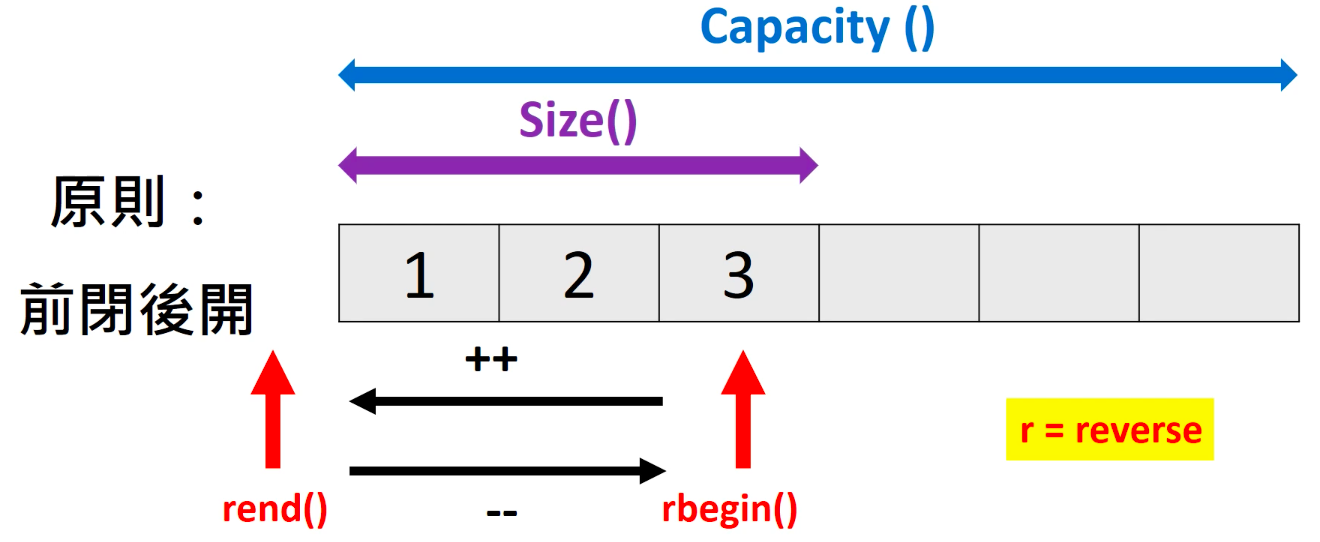 Capacity ()
Size()
原則：
前閉後開
1 2 3
++
r = reverse
rend()
--
rbegin()